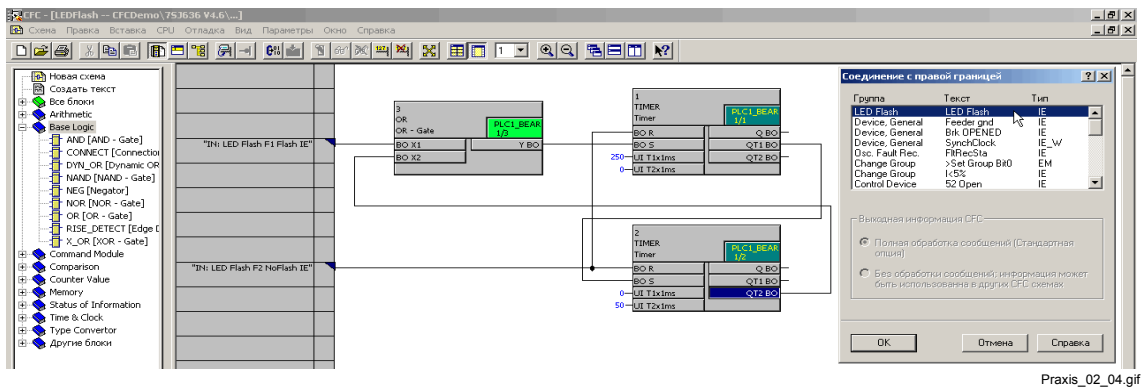 CFC - [LEDFlash -- CFCDemo\7SJ636 V4.6\...]
Схема Правка Вставка CPU Отладка Вид Параметры Окно Справка
1
Новая схема
Создать текст
Все блоки
Arithmetic
Base Logic
AND [AND - Gate]
CONNECT [Connection
DYN_OR [Dynamic OR
NAND [NAND - Gate]
NEG [Negator]
NOR [NOR - Gate]
OR [OR - Gate]
RISE_DETECT [Edge D
X_OR [XOR - Gate]
Command Module
Comparison
Counter Value
Memory
Status of Information
Time & Clock
Type Convertor
Другие блоки
"IN: LED Flash F1 Flash IE"
"IN: LED Flash F2 NoFlash IE"
3
OR
OR - Gate
PLC1_BEAR
1/3
BO X1 Y BO
BO X2
1
TIMER
Timer
PLC1_BEAR
1/1
BO R Q BO
BO S QT1 BO
250 UI T1x1ms QT2 BO
0 UI T2x1ms
2
TIMER
Timer
PLC1_BEAR
1/2
BO R Q BO
BO S QT1 BO
0 UI T1x1ms QT2 BO
50 UI T2x1ms
Соединение с правой границей
Группа Текст Тип
LED Flash LED Flash IE
Device, General Feeder gnd IE
Device, General Brk OPENED IE
Device, General SynchClock IE_W
Osc. Fault Rec. FltRecSta IE
Change Group >Set Group Bit0 EM
Change Group I<5% IE
Control Device 52 Open IE
Выходная информация CFC
Полная обработка сообщений (Стандартная
опция)
Без обработки сообщений; информация может
быть использованна в других CFC схемах
OK Отмена Справка
Praxis_02_04.gif